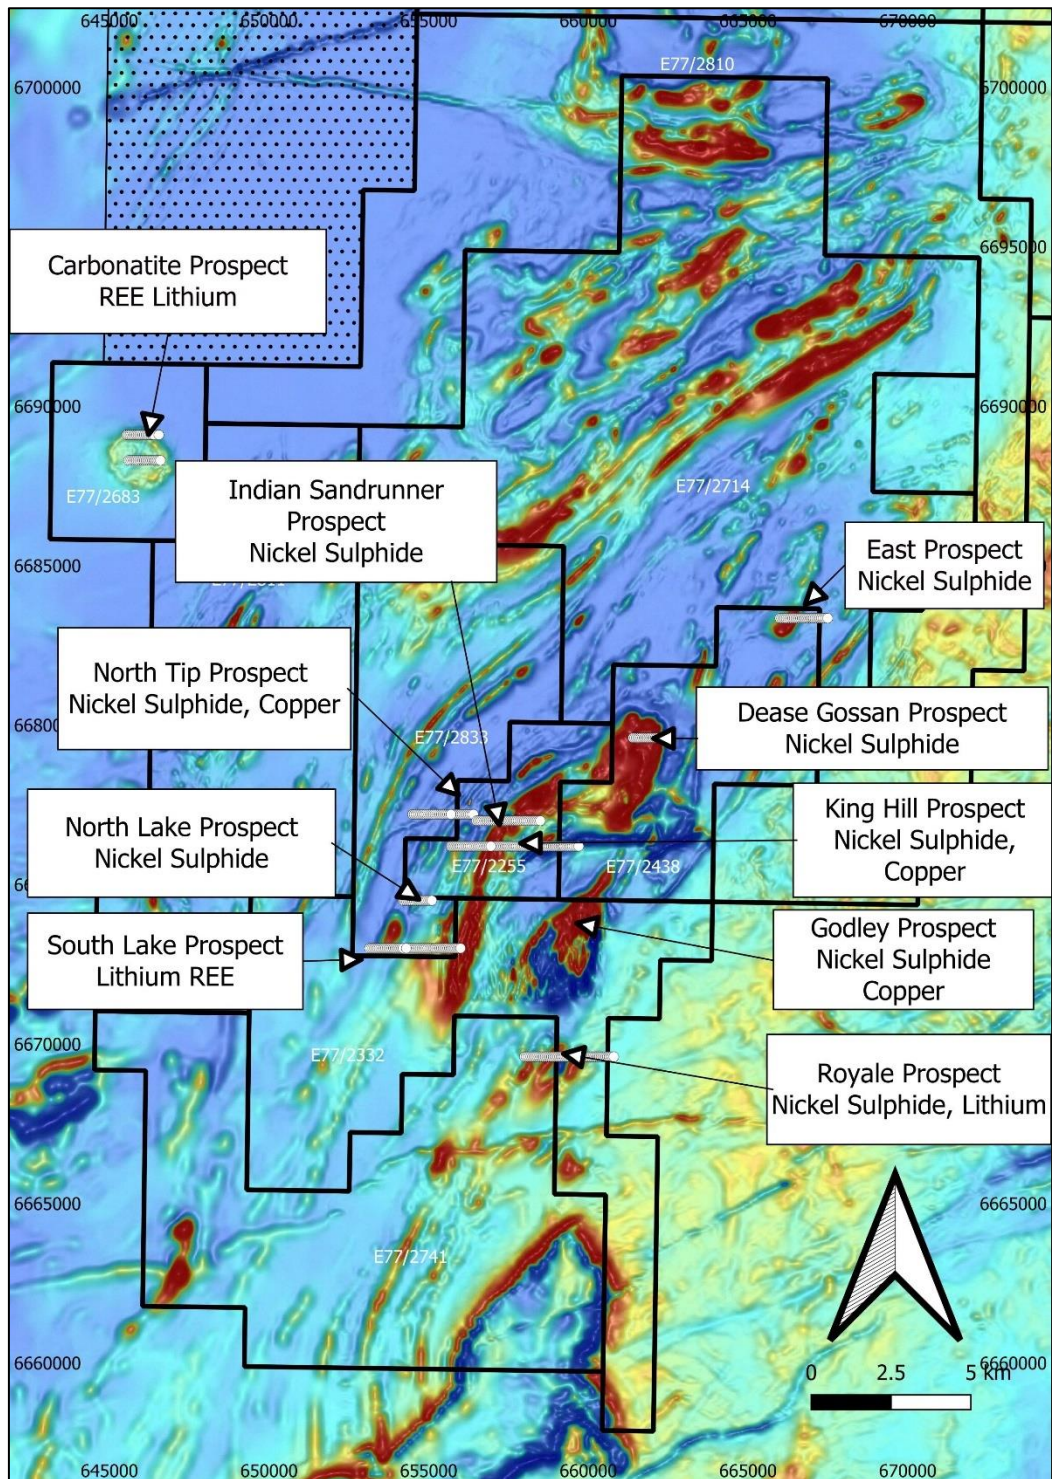 645000 650000 655000 660000 665000 670000
E77/2810
6700000
6700000
6695000
Carbonatite Prospect
REE Lithium
6690000
6690000
E77/2683
Indian Sandrunner
Prospect
Nickel Sulphide
E77/2714
6685000
East Prospect
Nickel Sulphide
North Tip Prospect
Nickel Sulphide, Copper
Dease Gossan Prospect
Nickel Sulphide
E77/2833
North Lake Prospect
Nickel Sulphide
King Hill Prospect
Nickel Sulphide,
Copper
E77/2255
E77/2438
South Lake Prospect
Lithium REE
Godley Prospect
Nickel Sulphide
Copper
6670000
E77/2332
Royale Prospect
Nickel Sulphide, Lithium
6665000
6665000
E77/2741
6660000
6660000
0 2.5 5 km
645000 650000 655000 660000 665000 670000